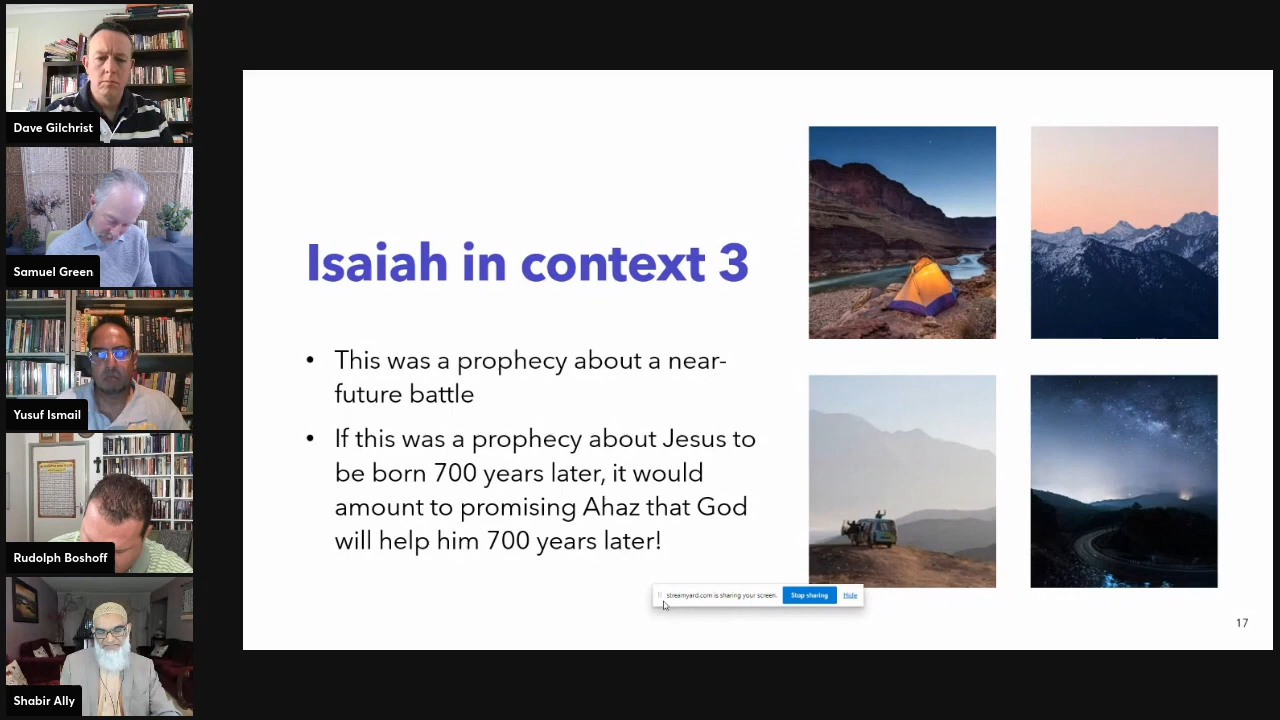 Dave Gilchrist
Samuel Green
Yusuf Ismail
Rudolph Boshoff
Shabir Ally
Isaiah in context 3
• This was a prophecy about a near-
future battle
• If this was a prophecy about Jesus to
be born 700 years later, it would
amount to promising Ahaz that God
will help him 700 years later!
streamyard.com is sharing your screen.
Stop sharing
Hide
17